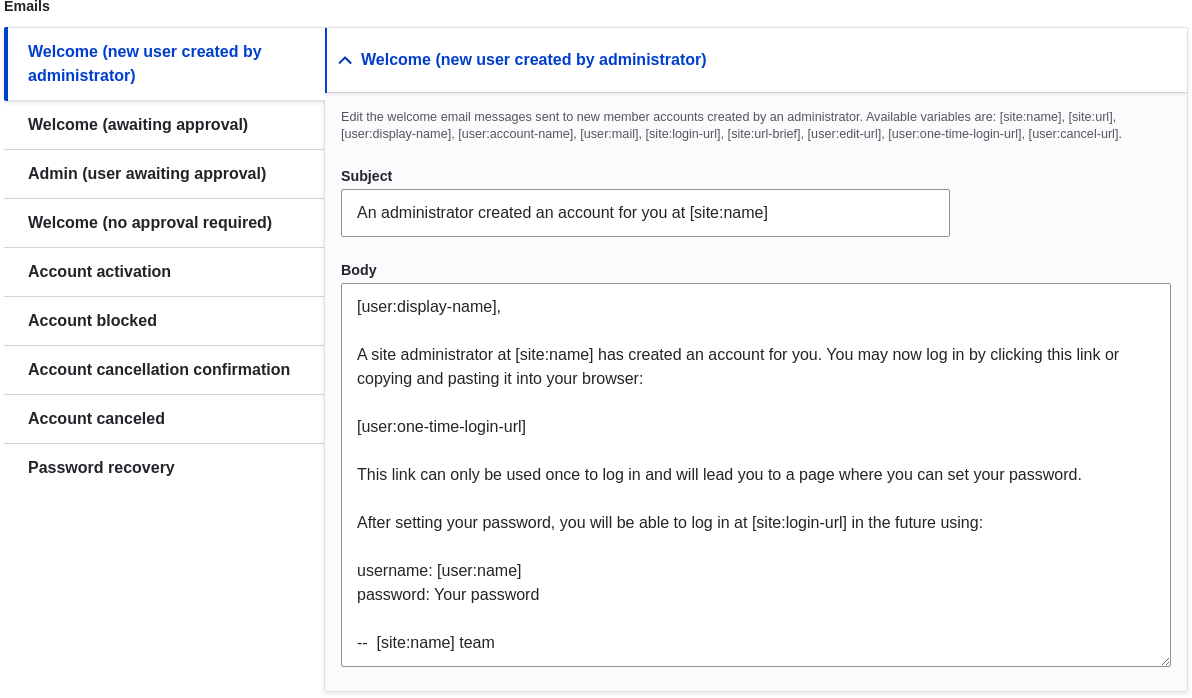 Emails
Welcome (new user created by
administrator)
Welcome (awaiting approval)
Admin (user awaiting approval)
Welcome (no approval required)
Account activation
Account blocked
Account cancellation confirmation
Account canceled
Password recovery
Welcome (new user created by administrator)
Edit the welcome email messages sent to new member accounts created by an administrator. Available variables are: [site:name], [site:url],
[user:display-name], [user:account-name], [user:mail], [site:login-url], [site:url-brief], [user:edit-url], [user:one-time-login-url], [user:cancel-url].
Subject
An administrator created an account for you at [site:name]
Body
[user:display-name],
A site administrator at [site:name] has created an account for you. You may now log in by clicking this link or
copying and pasting it into your browser:
[user:one-time-login-url]
This link can only be used once to log in and will lead you to a page where you can set your password.
After setting your password, you will be able to log in at [site:login-url] in the future using:
username: [user:name]
password: Your password
--  [site:name] team